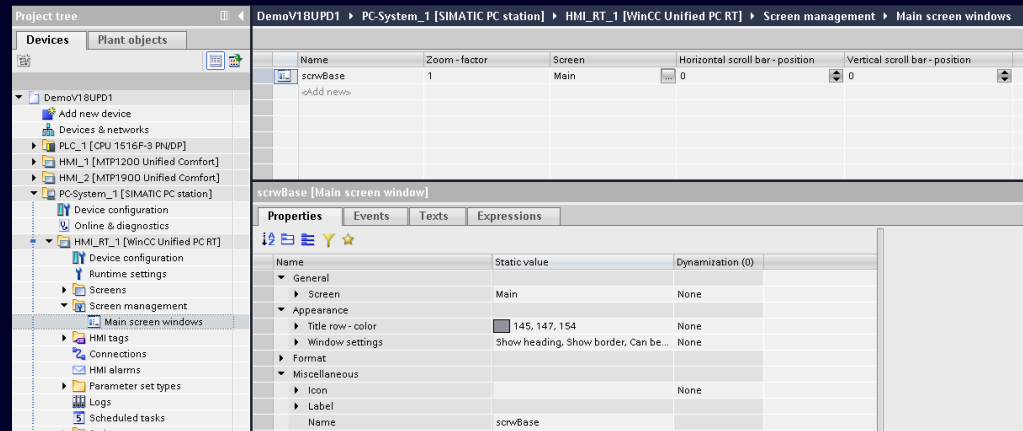 Project tree
Devices
Plant objects
DemoV18UPD1
Add new device
Devices & networks
PLC_1 [CPU 1516F-3 PN/DP]
HMI_1 [MTP1200 Unified Comfort]
HMI_2 [MTP1900 Unified Comfort]
PC-System_1 [SIMATIC PC station]
Device configuration
Online & diagnostics
HMI_RT_1 [WinCC Unified PC RT]
Device configuration
Runtime settings
Screens
Screen management
Main screen windows
HMI tags
Connections
HMI alarms
Parameter set types
Logs
Scheduled tasks
DemoV18UPD1 ▸ PC-System_1 [SIMATIC PC station] ▸ HMI_RT_1 [WinCC Unified PC RT] ▸ Screen management ▸ Main screen windows
Name Zoom-factor Screen Horizontal scroll bar-position Vertical scroll bar-position
scrwBase 1 Main ... 0 0
<Add new>
scrwBase [Main screen window]
Properties Events Texts Expressions
Name Static value Dynamization (0)
General
Screen Main None
Appearance
Title row-color 145, 147, 154 None
Window settings Show heading, Show border, Can be... None
Format
Miscellaneous
Icon None
Label
Name scrwBase